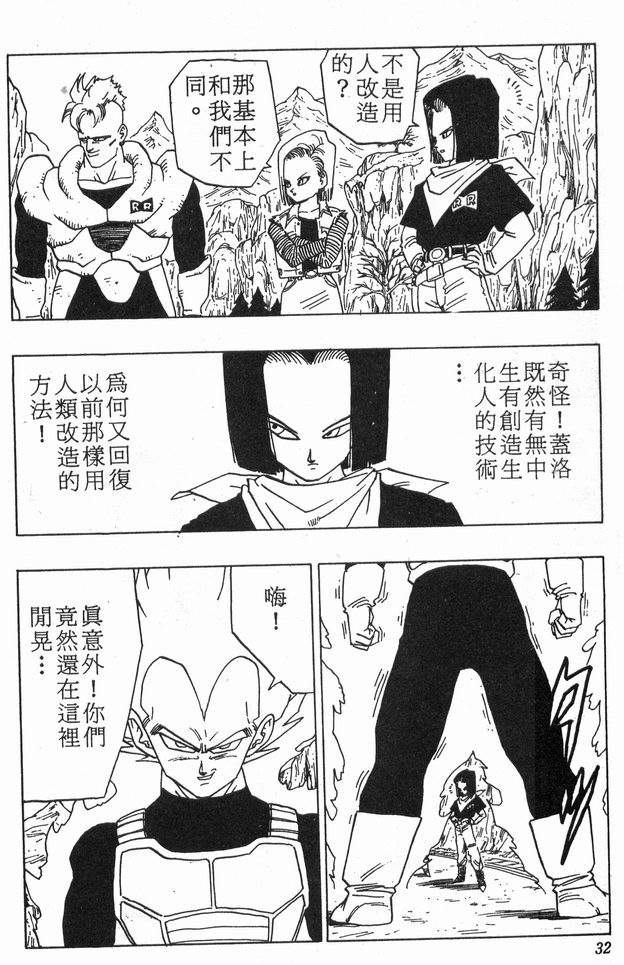 不是用
人改造
的？
那基本上
和我們不
同。
RR
RR
奇怪！蓋洛
既然有無中
生有創造生
化人的技術
…
為何又回復
以前那樣用
人類改造的
方法！
嗨！
眞意外！你們
竟然還在這裡
閒晃…
32